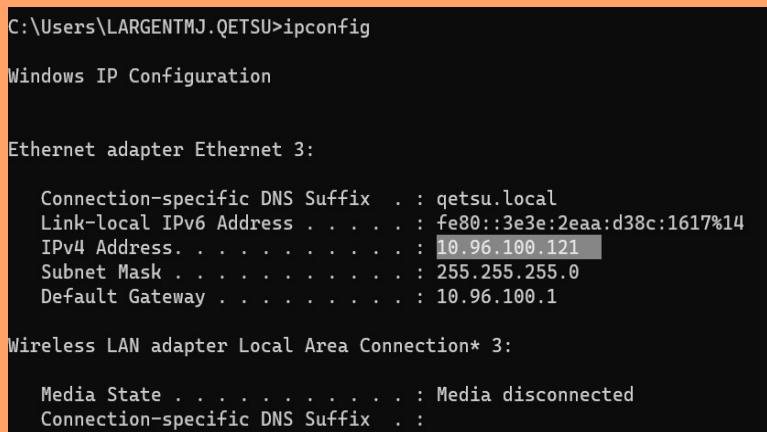 C:\Users\LARGENTMJ.QETSU>ipconfig
Windows IP Configuration
Ethernet adapter Ethernet 3:
Connection-specific DNS Suffix . : qetsu.local
Link-local IPv6 Address . . . . . : fe80::3e3e:2eaa:d38c:1617%14
IPv4 Address. . . . . . . . . . . : 10.96.100.121
Subnet Mask . . . . . . . . . . . : 255.255.255.0
Default Gateway . . . . . . . . . : 10.96.100.1
Wireless LAN adapter Local Area Connection* 3:
Media State . . . . . . . . . . . : Media disconnected
Connection-specific DNS Suffix . :